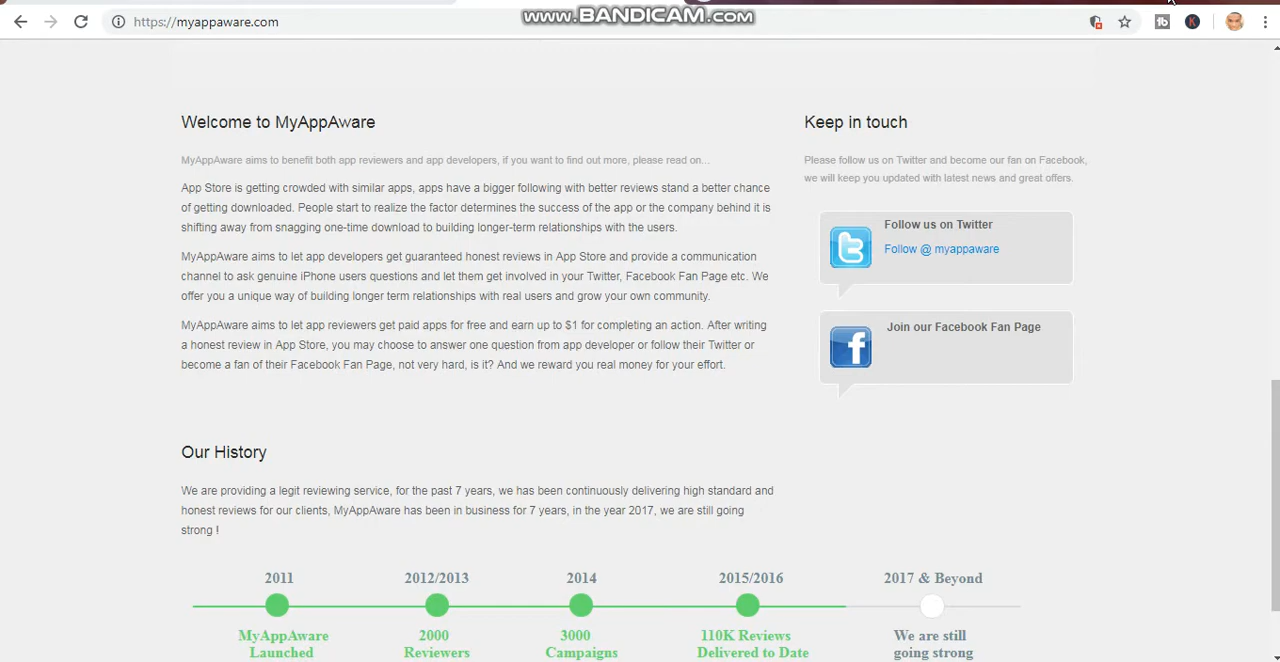 https://myappaware.com
www.BANDICAM.com
Welcome to MyAppAware
MyAppAware aims to benefit both app reviewers and app developers, if you want to find out more, please read on...
App Store is getting crowded with similar apps, apps have a bigger following with better reviews stand a better chance
of getting downloaded. People start to realize the factor determines the success of the app or the company behind it is
shifting away from snagging one-time download to building longer-term relationships with the users.
MyAppAware aims to let app developers get guaranteed honest reviews in App Store and provide a communication
channel to ask genuine iPhone users questions and let them get involved in your Twitter, Facebook Fan Page etc. We
offer you a unique way of building longer term relationships with real users and grow your own community.
MyAppAware aims to let app reviewers get paid apps for free and earn up to $1 for completing an action. After writing
a honest review in App Store, you may choose to answer one question from app developer or follow their Twitter or
become a fan of their Facebook Fan Page, not very hard, is it? And we reward you real money for your effort.
Keep in touch
Please follow us on Twitter and become our fan on Facebook,
we will keep you updated with latest news and great offers.
Follow us on Twitter
Follow @ myappaware
Join our Facebook Fan Page
Our History
We are providing a legit reviewing service, for the past 7 years, we has been continuously delivering high standard and
honest reviews for our clients, MyAppAware has been in business for 7 years, in the year 2017, we are still going
strong !
2011 2012/2013 2014 2015/2016 2017 & Beyond
MyAppAware 2000 3000 110K Reviews We are still
Launched Reviewers Campaigns Delivered to Date going strong